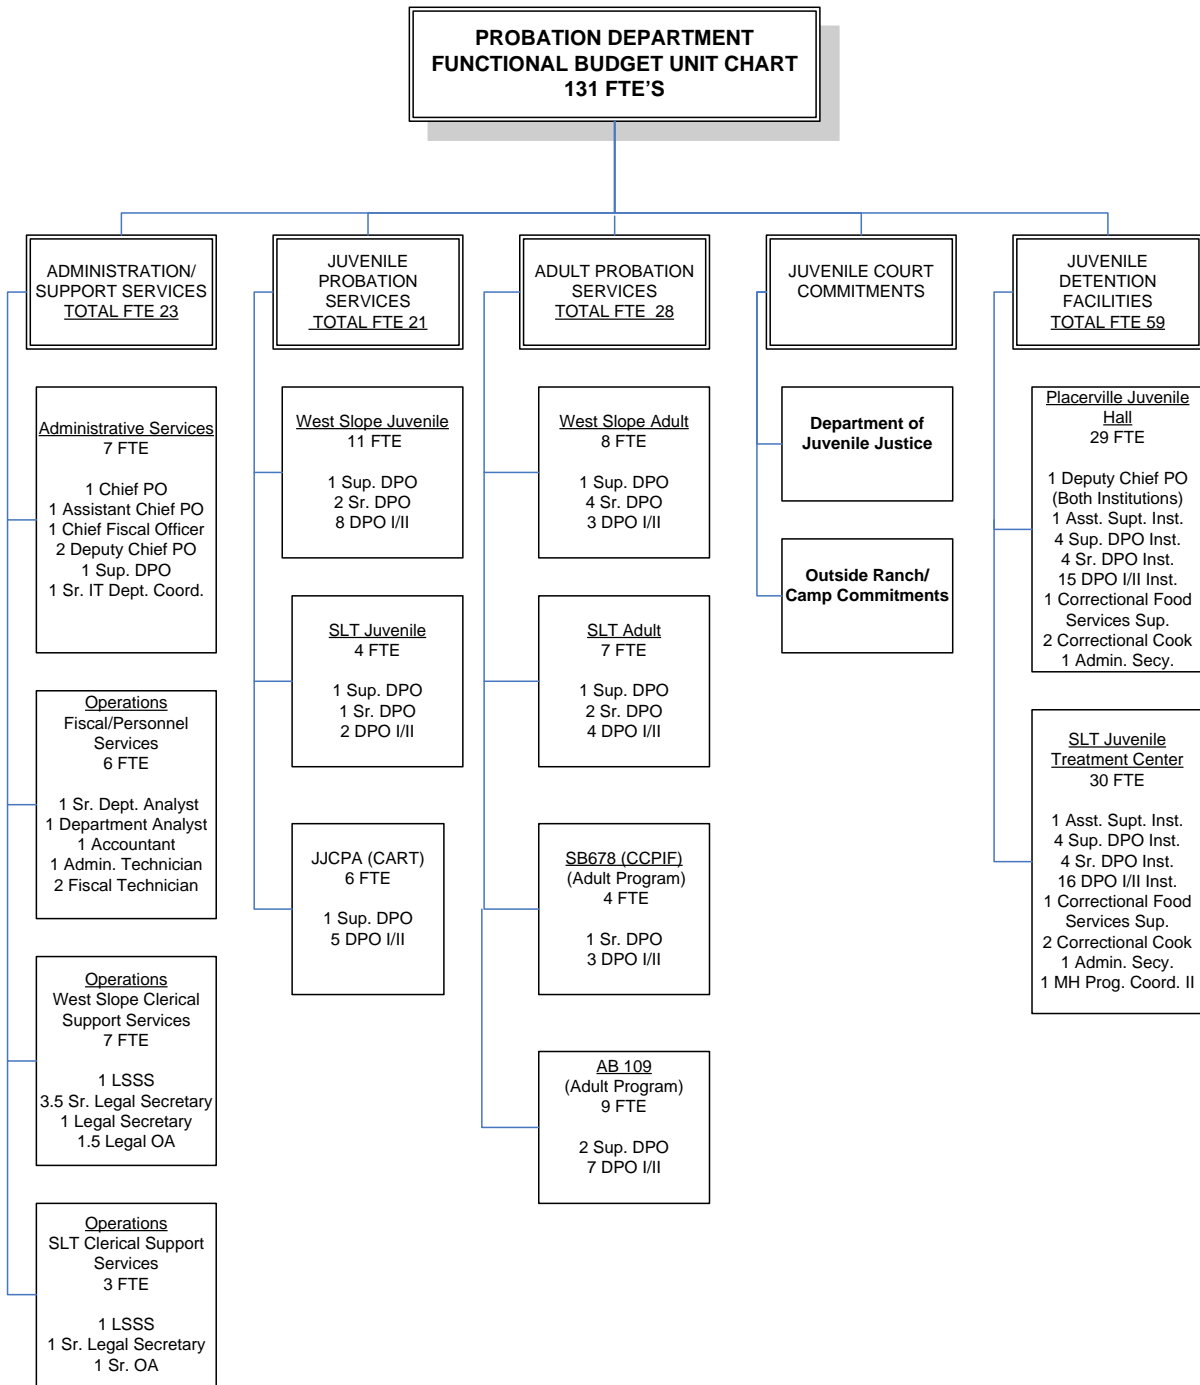 PROBATION DEPARTMENT
FUNCTIONAL BUDGET UNIT CHART
131 FTE'S
ADMINISTRATION/
SUPPORT SERVICES
TOTAL FTE 23
Administrative Services
7 FTE
1 Chief PO
1 Assistant Chief PO
1 Chief Fiscal Officer
2 Deputy Chief PO
1 Sup. DPO
1 Sr. IT Dept. Coord.
Operations
Fiscal/Personnel
Services
6 FTE
1 Sr. Dept. Analyst
1 Department Analyst
1 Accountant
1 Admin. Technician
2 Fiscal Technician
Operations
West Slope Clerical
Support Services
7 FTE
1 LSSS
3.5 Sr. Legal Secretary
1 Legal Secretary
1.5 Legal OA
Operations
SLT Clerical Support
Services
3 FTE
1 LSSS
1 Sr. Legal Secretary
1 Sr. OA
JUVENILE
PROBATION
SERVICES
TOTAL FTE 21
West Slope Juvenile
11 FTE
1 Sup. DPO
2 Sr. DPO
8 DPO I/II
SLT Juvenile
4 FTE
1 Sup. DPO
1 Sr. DPO
2 DPO I/II
JJCPA (CART)
6 FTE
1 Sup. DPO
5 DPO I/II
ADULT PROBATION
SERVICES
TOTAL FTE 28
West Slope Adult
8 FTE
1 Sup. DPO
4 Sr. DPO
3 DPO I/II
SLT Adult
7 FTE
1 Sup. DPO
2 Sr. DPO
4 DPO I/II
SB678 (CCPIF)
(Adult Program)
4 FTE
1 Sr. DPO
3 DPO I/II
AB 109
(Adult Program)
9 FTE
2 Sup. DPO
7 DPO I/II
JUVENILE COURT
COMMITMENTS
Department of
Juvenile Justice
Outside Ranch/
Camp Commitments
JUVENILE
DETENTION
FACILITIES
TOTAL FTE 59
Placerville Juvenile
Hall
29 FTE
1 Deputy Chief PO
(Both Institutions)
1 Asst. Supt. Inst.
4 Sup. DPO Inst.
4 Sr. DPO Inst.
15 DPO I/II Inst.
1 Correctional Food
Services Sup.
2 Correctional Cook
1 Admin. Secy.
SLT Juvenile
Treatment Center
30 FTE
1 Asst. Supt. Inst.
4 Sup. DPO Inst.
4 Sr. DPO Inst.
16 DPO I/II Inst.
1 Correctional Food
Services Sup.
2 Correctional Cook
1 Admin. Secy.
1 MH Prog. Coord. II